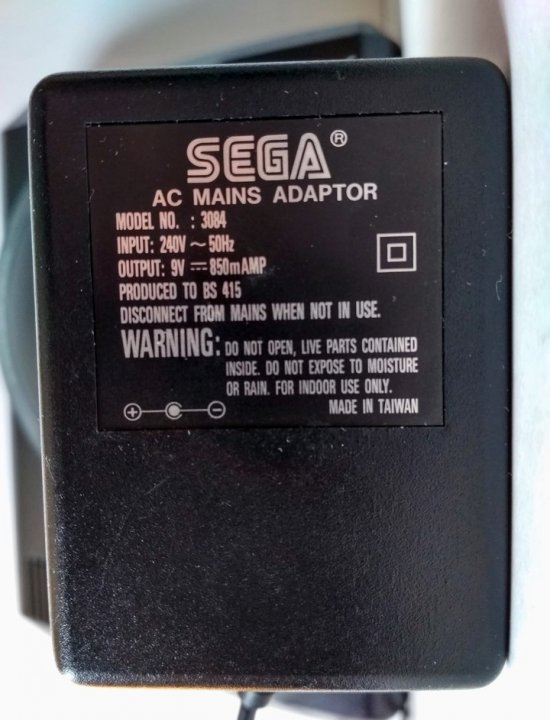 SEGA®
AC MAINS ADAPTOR
MODEL NO. : 3084
INPUT: 240V ~ 50Hz
OUTPUT: 9V ⎓ 850mAMP
PRODUCED TO BS 415
DISCONNECT FROM MAINS WHEN NOT IN USE.
WARNING: DO NOT OPEN, LIVE PARTS CONTAINED
INSIDE. DO NOT EXPOSE TO MOISTURE
OR RAIN. FOR INDOOR USE ONLY.
MADE IN TAIWAN